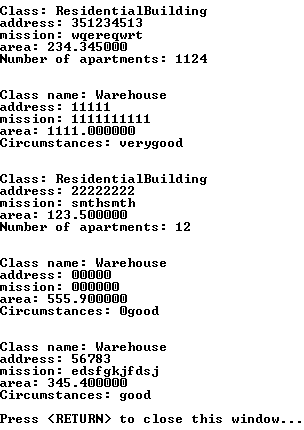 Class: ResidentialBuilding
address: 351234513
mission: wqereqwrt
area: 234.345000
Number of apartments: 1124
Class name: Warehouse
address: 11111
mission: 1111111111
area: 1111.000000
Circumstances: verygood
Class: ResidentialBuilding
address: 22222222
mission: smthsmth
area: 123.500000
Number of apartments: 12
Class name: Warehouse
address: 00000
mission: 000000
area: 555.900000
Circumstances: 0good
Class name: Warehouse
address: 56783
mission: edsfgkjfdsj
area: 345.400000
Circumstances: good
Press <RETURN> to close this window...